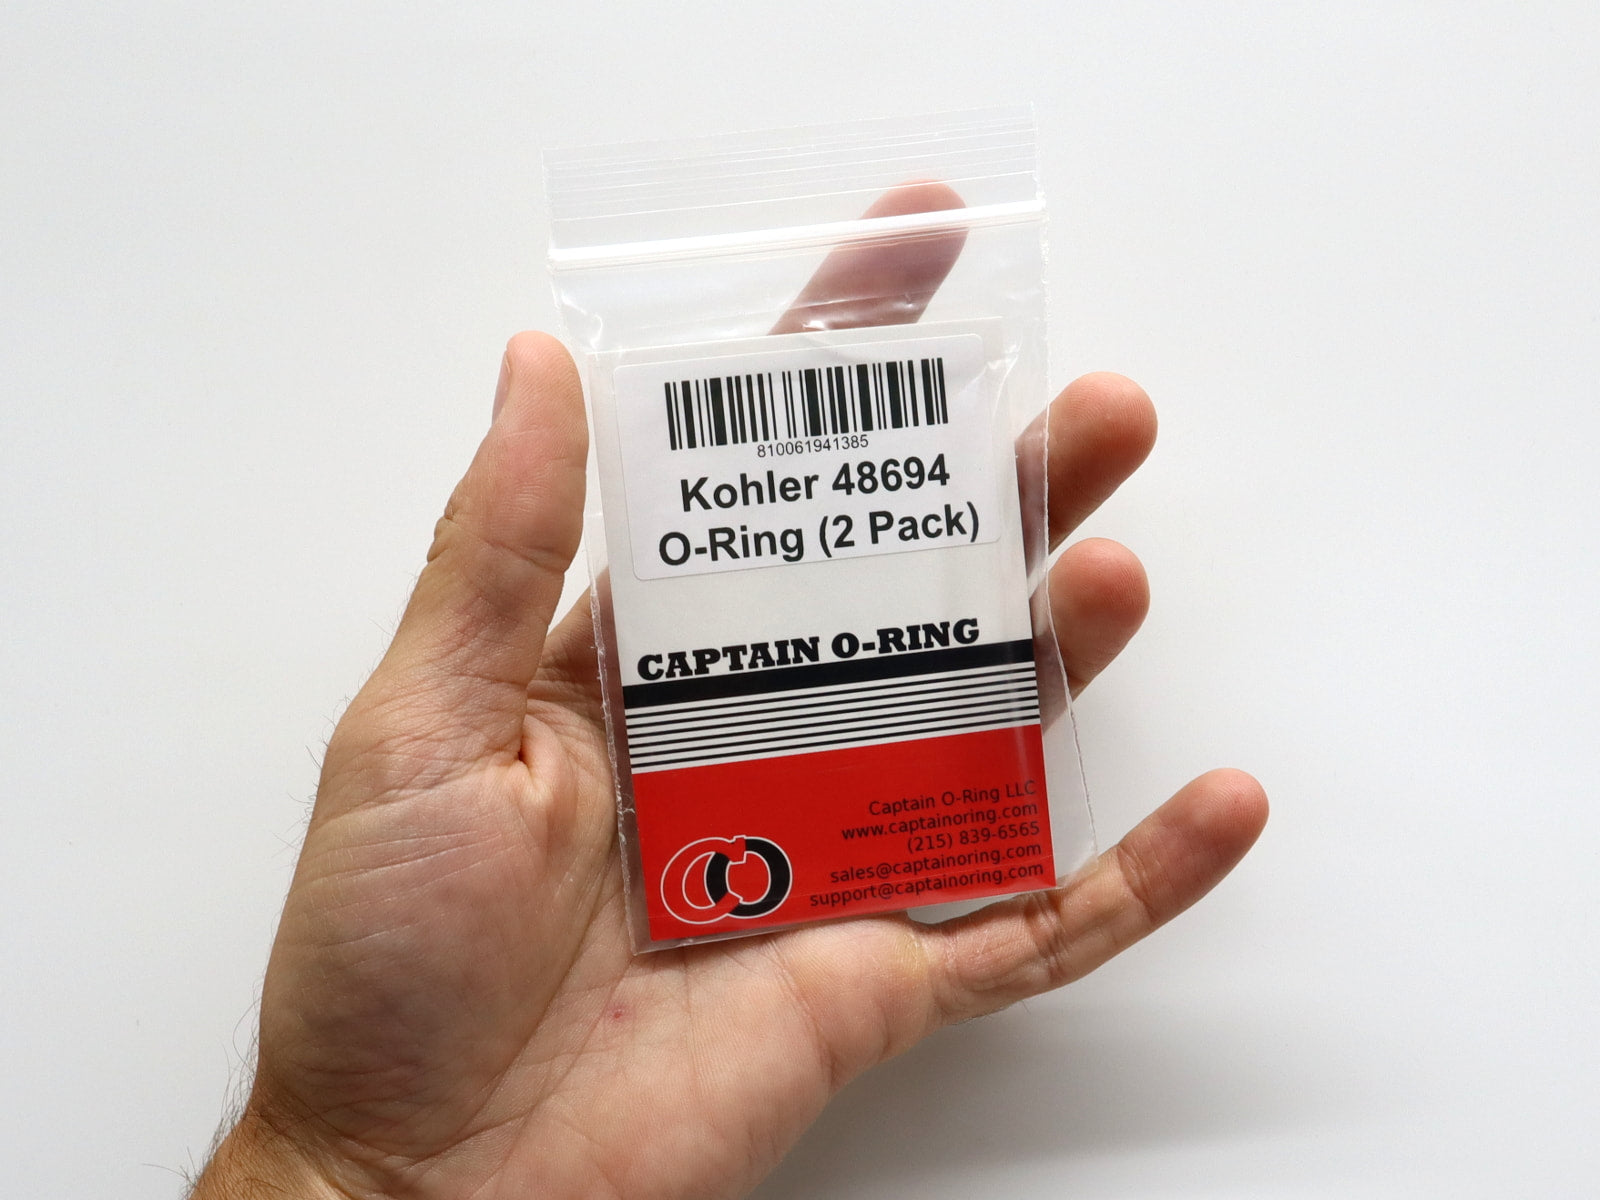 810061941385
Kohler 48694
O-Ring (2 Pack)
CAPTAIN O-RING
Captain O-Ring LLC
www.captainoring.com
(215) 839-6565
sales@captainoring.com
support@captainoring.com